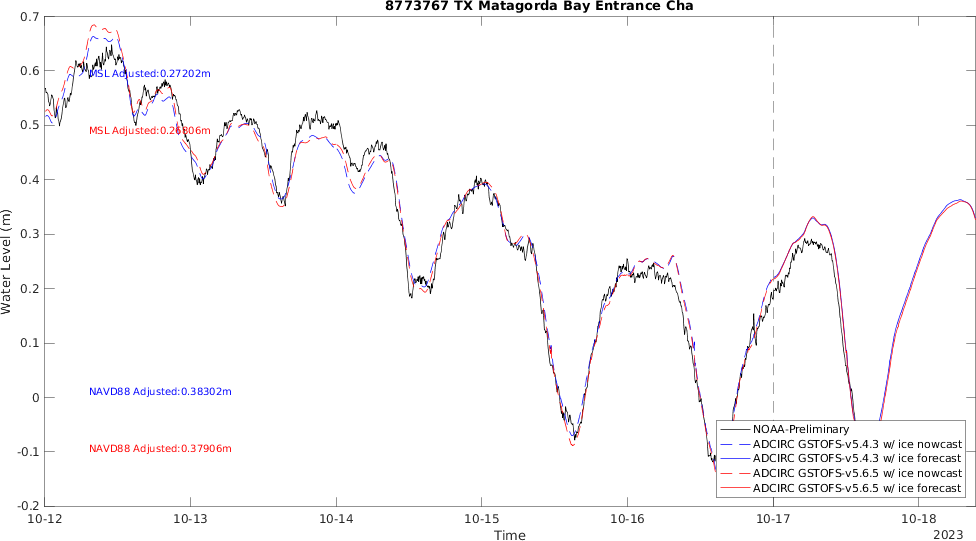 8773767 TX Matagorda Bay Entrance Cha
0.7
0.6
0.5
0.4
0.3
0.2
0.1
0
-0.1
-0.2
Water Level (m)
MSL Adjusted:0.27202m
MSL Adjusted:0.26806m
NAVD88 Adjusted:0.38302m
NAVD88 Adjusted:0.37906m
NOAA-Preliminary
ADCIRC GSTOFS-v5.4.3 w/ ice nowcast
ADCIRC GSTOFS-v5.4.3 w/ ice forecast
ADCIRC GSTOFS-v5.6.5 w/ ice nowcast
ADCIRC GSTOFS-v5.6.5 w/ ice forecast
10-12 10-13 10-14 10-15 10-16 10-17 10-18
Time
2023